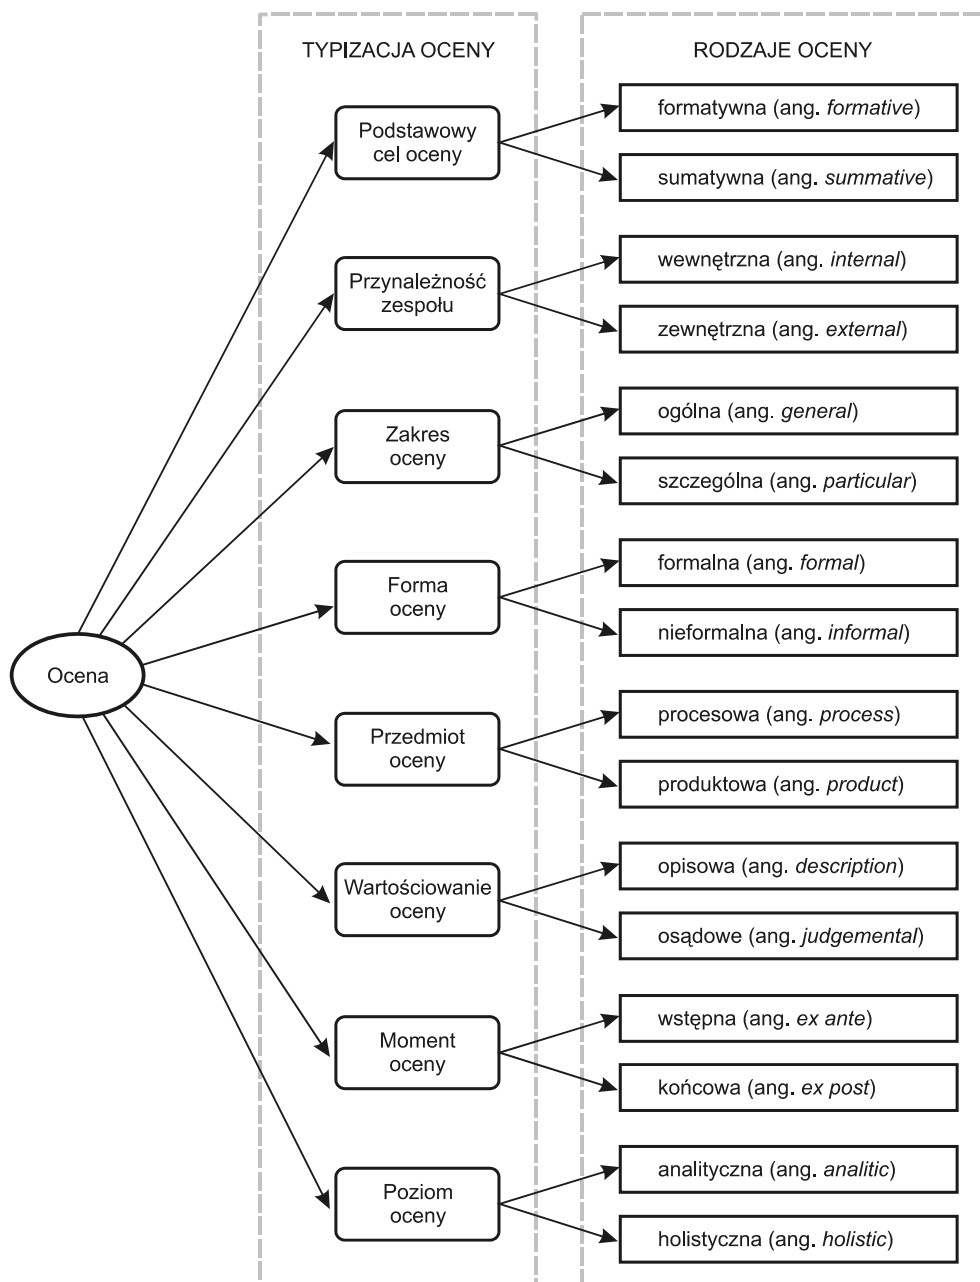 TYPIZACJA OCENY
RODZAJE OCENY
Ocena
Podstawowy
cel oceny
formatywna (ang. formative)
sumatywna (ang. summative)
Przynależność
zespołu
wewnętrzna (ang. internal)
zewnętrzna (ang. external)
Zakres
oceny
ogólna (ang. general)
szczególna (ang. particular)
Forma
oceny
formalna (ang. formal)
nieformalna (ang. informal)
Przedmiot
oceny
procesowa (ang. process)
produktowa (ang. product)
Wartościowanie
oceny
opisowa (ang. description)
osądowe (ang. judgemental)
Moment
oceny
wstępna (ang. ex ante)
końcowa (ang. ex post)
Poziom
oceny
analityczna (ang. analitic)
holistyczna (ang. holistic)